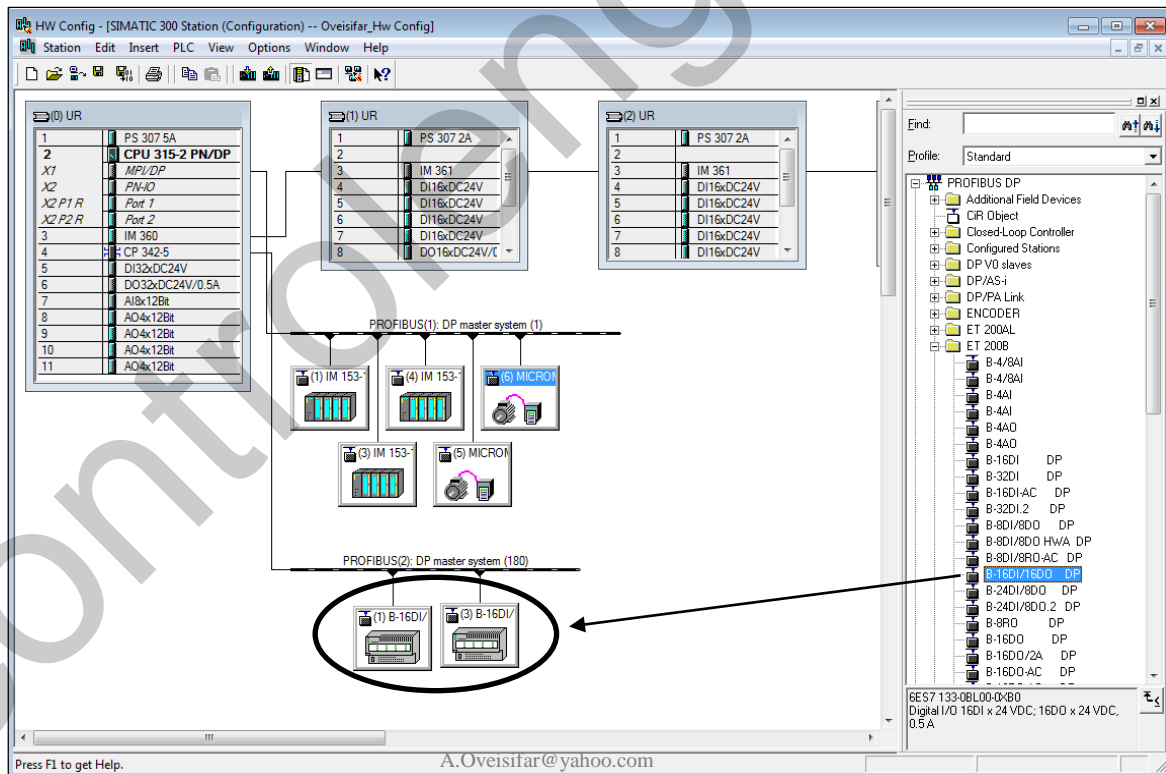 HW Config - [SIMATIC 300 Station (Configuration) -- Oveisifar_Hw Config]
Station Edit Insert PLC View Options Window Help
(0) UR
1 PS 307 5A
2 CPU 315-2 PN/DP
X1 MPI/DP
X2 PN-IO
X2 P1 R Port 1
X2 P2 R Port 2
3 IM 360
4 CP 342-5
5 DI32xDC24V
6 DO32xDC24V/0.5A
7 AI8x12Bit
8 AO4x12Bit
9 AO4x12Bit
10 AO4x12Bit
11 AO4x12Bit
(1) UR
1 PS 307 2A
2
3 IM 361
4 DI16xDC24V
5 DI16xDC24V
6 DI16xDC24V
7 DI16xDC24V
8 DO16xDC24V/(
(2) UR
1 PS 307 2A
2
3 IM 361
4 DI16xDC24V
5 DI16xDC24V
6 DI16xDC24V
7 DI16xDC24V
8 DI16xDC24V
PROFIBUS(1): DP master system (1)
(1) IM 153-
(4) IM 153-
(6) MICROM
(3) IM 153-
(5) MICROM
PROFIBUS(2): DP master system (180)
(1) B-16DI/
(3) B-16DI/
Find:
Profile: Standard
PROFIBUS DP
Additional Field Devices
CiR Object
Closed-Loop Controller
Configured Stations
DP V0 slaves
DP/AS-i
DP/PA Link
ENCODER
ET 200AL
ET 200B
B-4/8AI
B-4/8AI
B-4AI
B-4AI
B-4AO
B-4AO
B-16DI DP
B-32DI DP
B-16DI-AC DP
B-32DI.2 DP
B-8DI/8DO DP
B-8DI/8DO HWA DP
B-8DI/8RO-AC DP
B-16DI/16DO DP
B-24DI/8DO DP
B-24DI/8DO.2 DP
B-8RO DP
B-16DO DP
B-16DO/2A DP
B-16DO-AC DP
6ES7 133-0BL00-0XB0
Digital I/O 16DI x 24 VDC; 16DO x 24 VDC,
0.5 A
Press F1 to get Help.
A.Oveisifar@yahoo.com
controleng